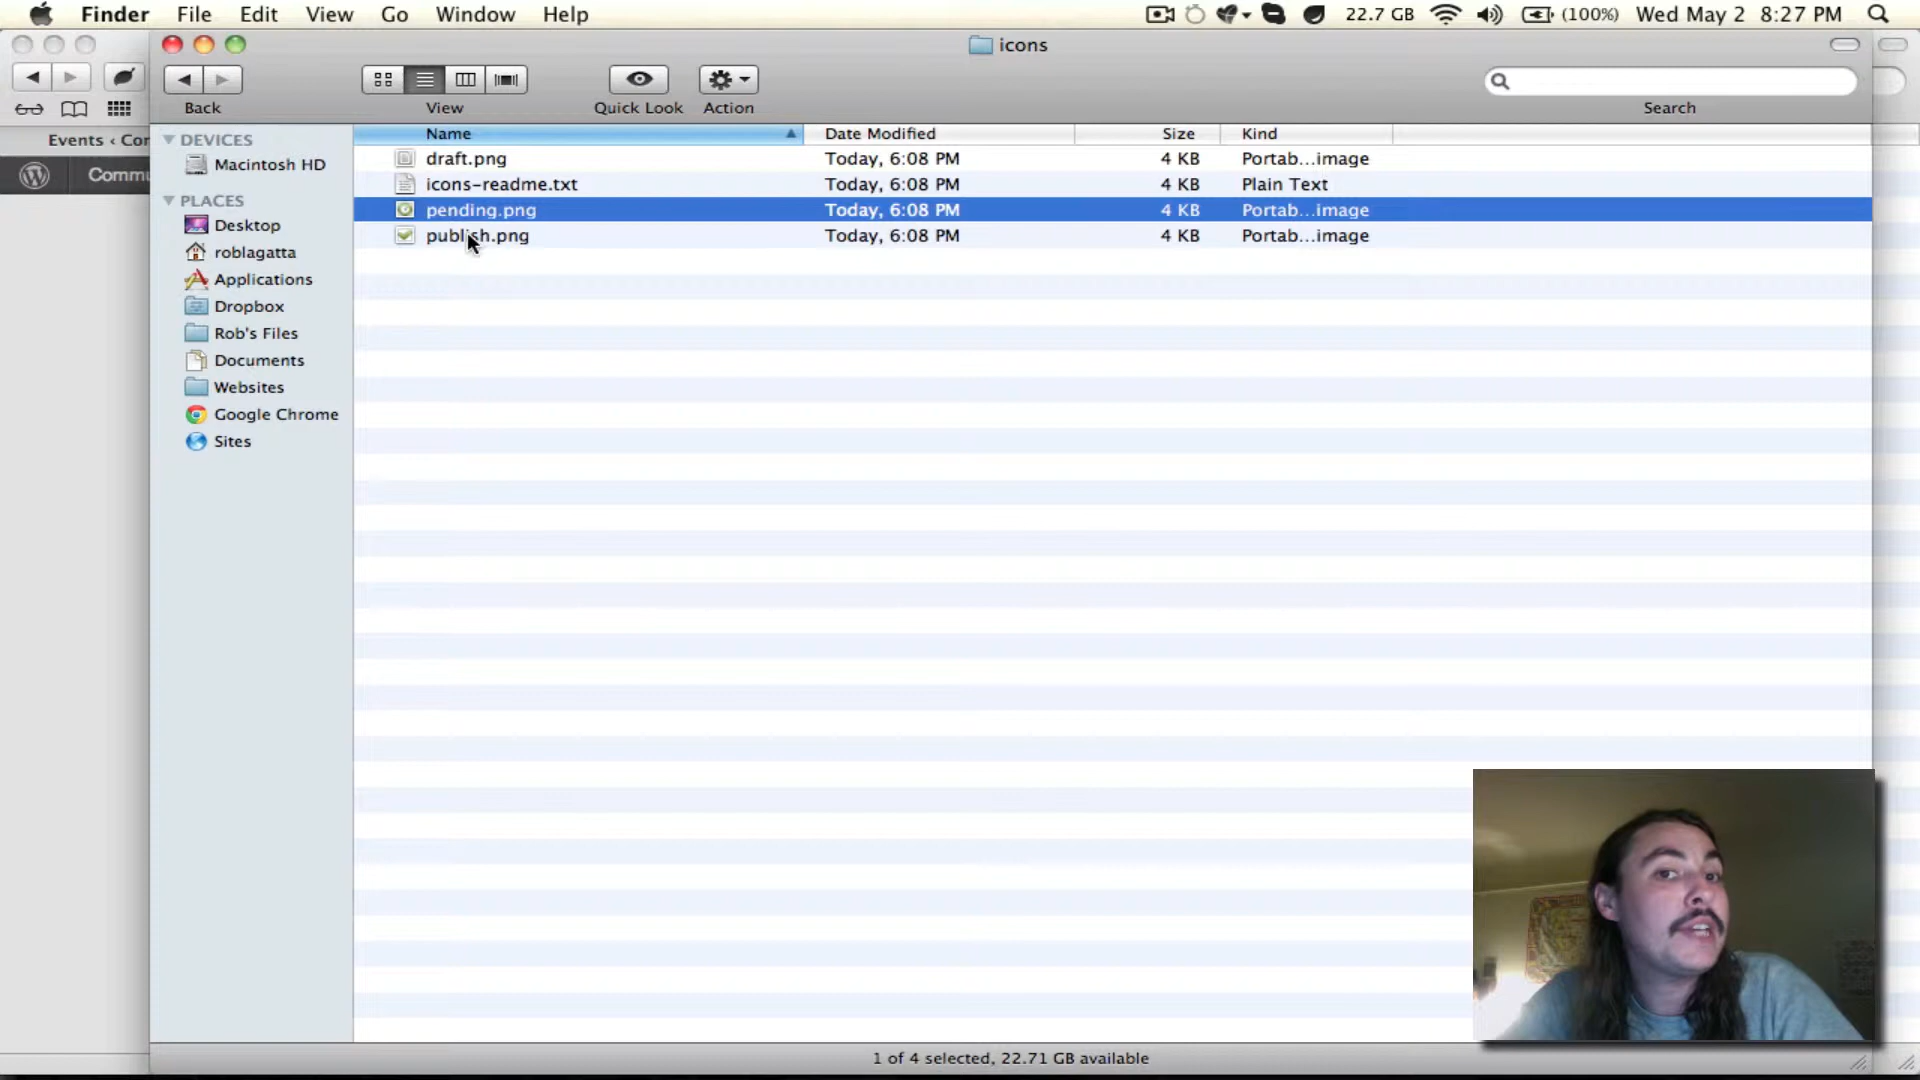 Finder File Edit View Go Window Help 22.7 GB (100%) Wed May 2 8:27 PM
icons
Back View Quick Look Action Search
Events ‹ Cor
Commu
DEVICES
Macintosh HD
PLACES
Desktop
roblagatta
Applications
Dropbox
Rob's Files
Documents
Websites
Google Chrome
Sites
Name Date Modified Size Kind
draft.png Today, 6:08 PM 4 KB Portab...image
icons-readme.txt Today, 6:08 PM 4 KB Plain Text
pending.png Today, 6:08 PM 4 KB Portab...image
publish.png Today, 6:08 PM 4 KB Portab...image
1 of 4 selected, 22.71 GB available